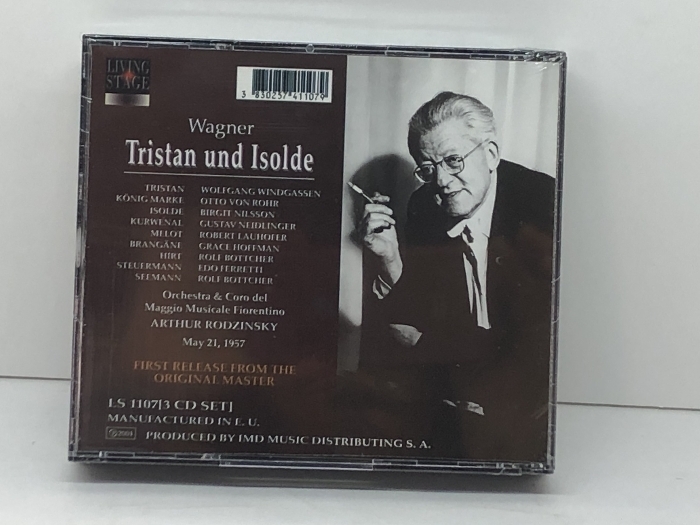 LIVING
STAGE
3 830257 411079
Wagner
Tristan und Isolde
TRISTAN WOLFGANG WINDGASSEN
KÖNIG MARKE OTTO VON ROHR
ISOLDE BIRGIT NILSSON
KURWENAL GUSTAV NEIDLINGER
MELOT ROBERT LAUHOFER
BRANGÄNE GRACE HOFFMAN
HIRT ROLF BOTTCHER
STEUERMANN EDO FERRETTI
SEEMANN ROLF BOTTCHER
Orchestra & Coro del
Maggio Musicale Fiorentino
ARTHUR RODZINSKY
May 21, 1957
FIRST RELEASE FROM THE
ORIGINAL MASTER
LS 1107[3 CD SET]
MANUFACTURED IN E. U.
℗2004 PRODUCED BY IMD MUSIC DISTRIBUTING S. A.